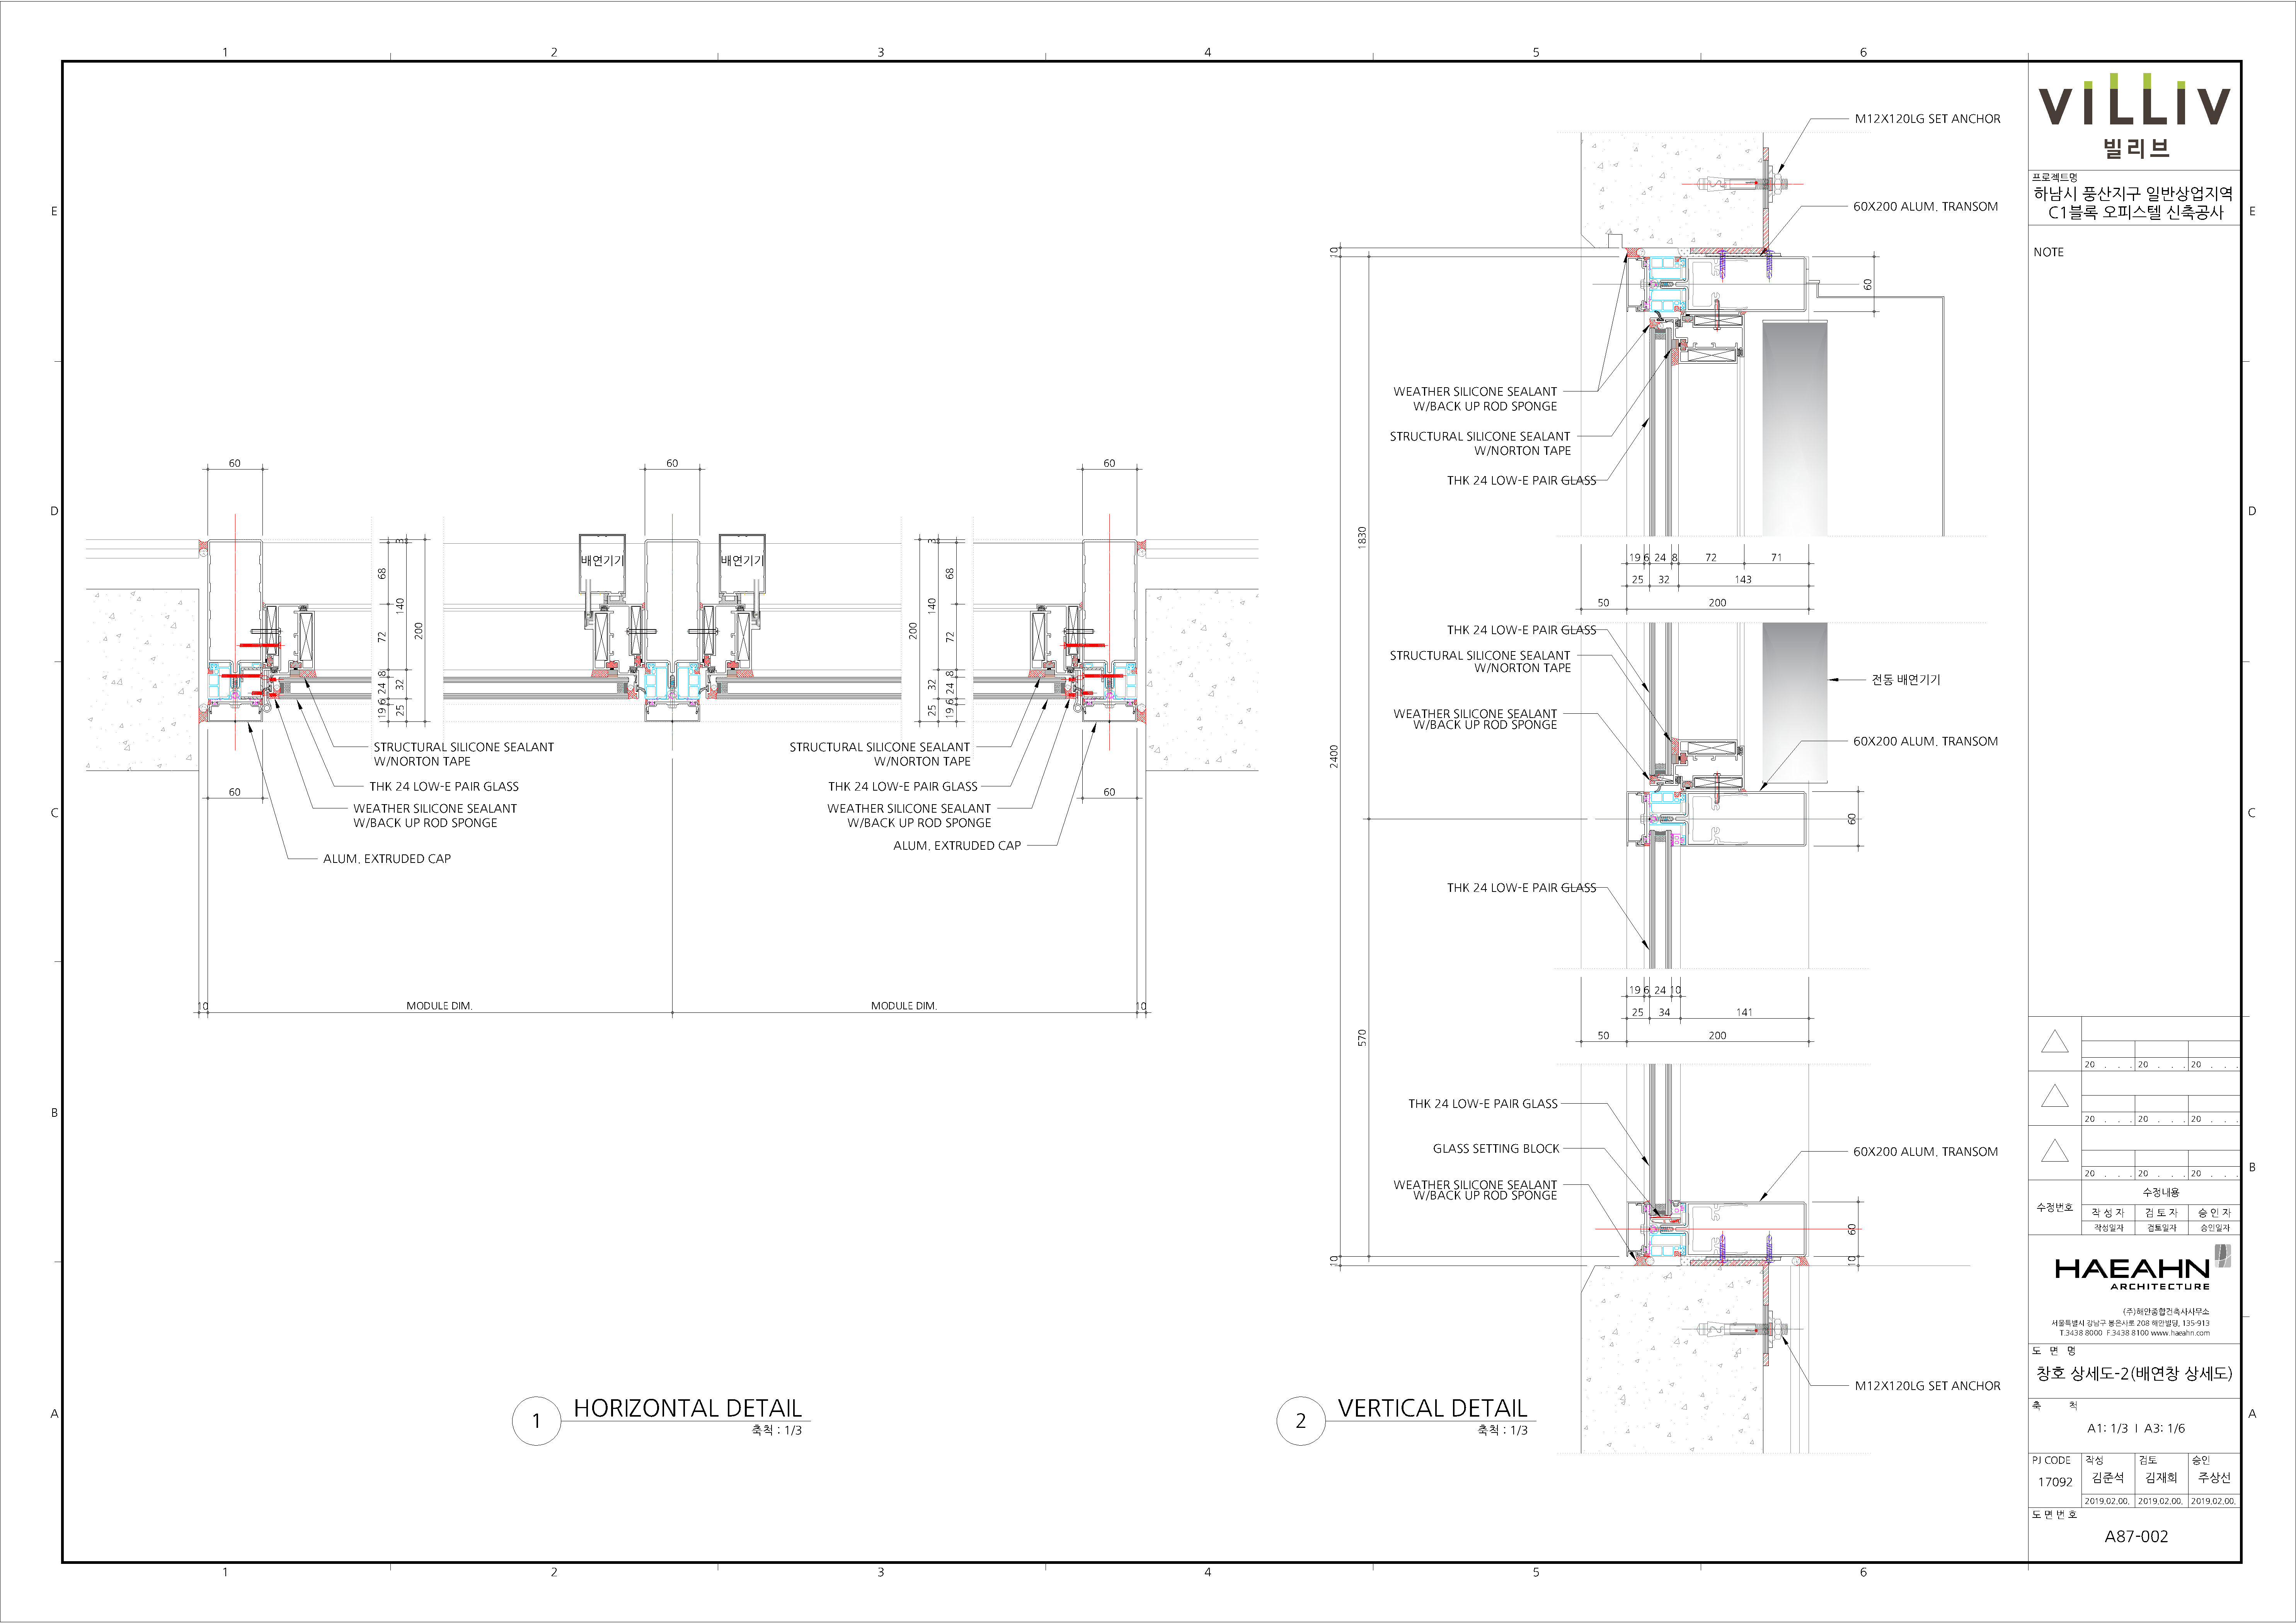 1
2
3
4
5
6
E
D
C
B
A
E
D
C
B
A
60
60
60
배연기기
배연기기
3
68
140
72
200
8
24
32
6
19
25
3
68
140
72
200
8
24
32
6
19
25
STRUCTURAL SILICONE SEALANT
W/NORTON TAPE
THK 24 LOW-E PAIR GLASS
WEATHER SILICONE SEALANT
W/BACK UP ROD SPONGE
ALUM. EXTRUDED CAP
STRUCTURAL SILICONE SEALANT
W/NORTON TAPE
THK 24 LOW-E PAIR GLASS
WEATHER SILICONE SEALANT
W/BACK UP ROD SPONGE
ALUM. EXTRUDED CAP
60
60
10
MODULE DIM.
MODULE DIM.
10
1
HORIZONTAL DETAIL
축척 : 1/3
M12X120LG SET ANCHOR
60X200 ALUM. TRANSOM
10
60
WEATHER SILICONE SEALANT
W/BACK UP ROD SPONGE
STRUCTURAL SILICONE SEALANT
W/NORTON TAPE
THK 24 LOW-E PAIR GLASS
1830
19 6 24 8 72 71
25 32 143
50 200
THK 24 LOW-E PAIR GLASS
STRUCTURAL SILICONE SEALANT
W/NORTON TAPE
전동 배연기기
WEATHER SILICONE SEALANT
W/BACK UP ROD SPONGE
60X200 ALUM. TRANSOM
2400
60
THK 24 LOW-E PAIR GLASS
19 6 24 10
25 34 141
50 200
570
THK 24 LOW-E PAIR GLASS
GLASS SETTING BLOCK
60X200 ALUM. TRANSOM
WEATHER SILICONE SEALANT
W/BACK UP ROD SPONGE
60
10
10
M12X120LG SET ANCHOR
2
VERTICAL DETAIL
축척 : 1/3
VILLIV
빌리브
프로젝트명
하남시 풍산지구 일반상업지역
C1블록 오피스텔 신축공사
NOTE
20 . . . 20 . . . 20 . . .
20 . . . 20 . . . 20 . . .
20 . . . 20 . . . 20 . . .
수정번호
수정내용
작 성 자 검 토 자 승 인 자
작성일자 검토일자 승인일자
HAEAHN
ARCHITECTURE
(주)해안종합건축사사무소
서울특별시 강남구 봉은사로 208 해안빌딩, 135-913
T.3438 8000 F.3438 8100 www.haeahn.com
도 면 명
창호 상세도-2(배연창 상세도)
축 척
A1: 1/3 I A3: 1/6
PJ CODE 작성 검토 승인
17092 김준석 김재희 주상선
2019.02.00. 2019.02.00. 2019.02.00.
도 면 번 호
A87-002
1
2
3
4
5
6